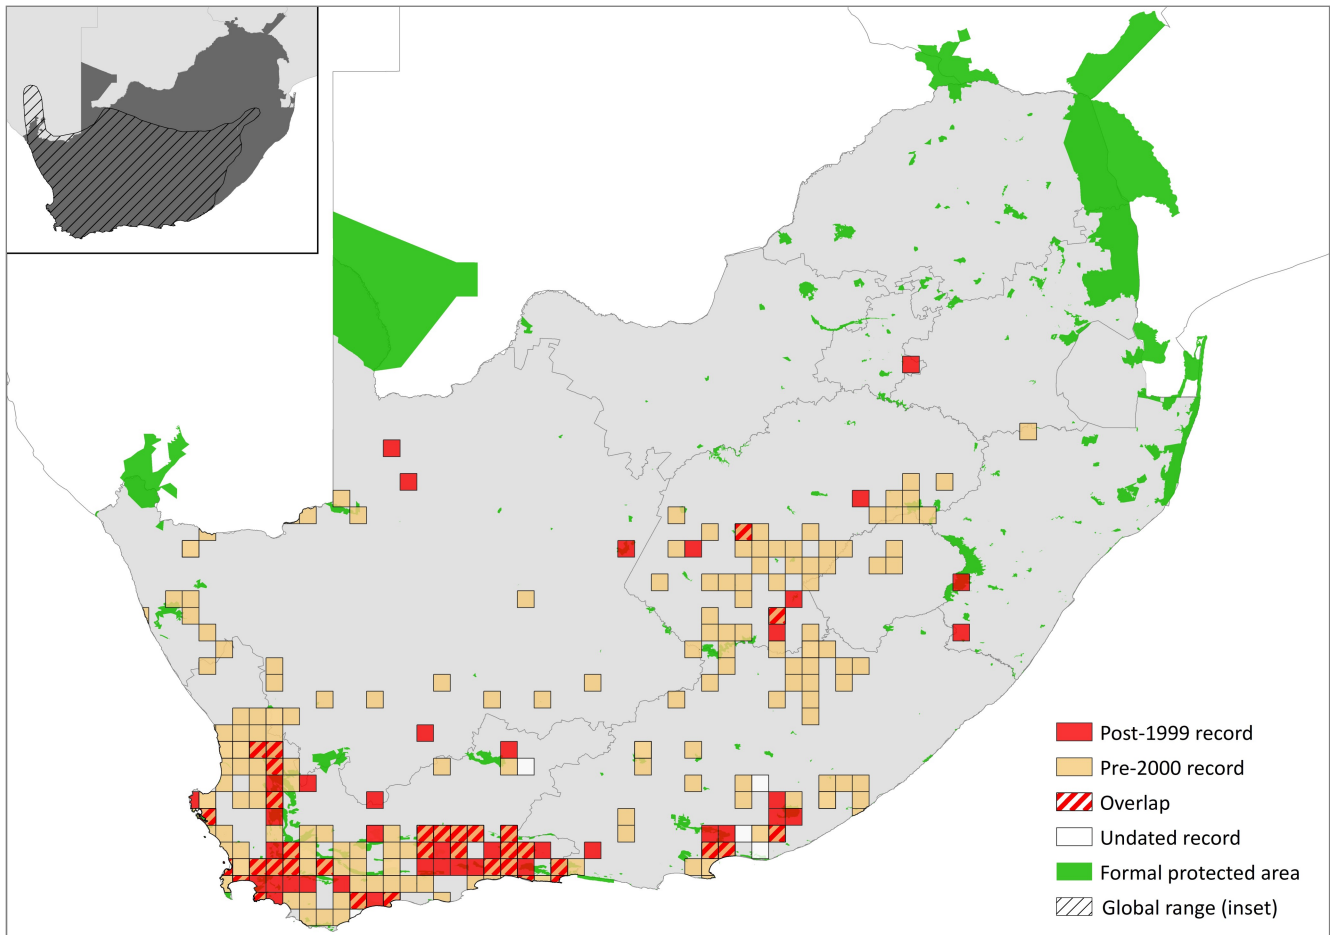 Post-1999 record
Pre-2000 record
Overlap
Undated record
Formal protected area
Global range (inset)